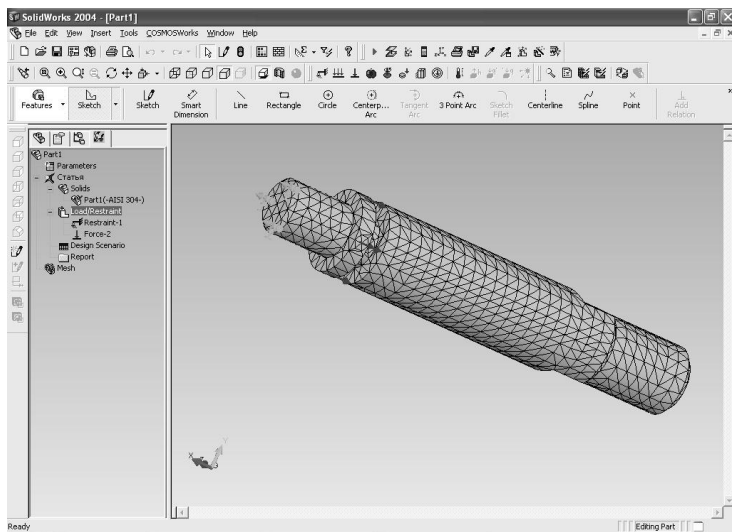 SolidWorks 2004 - [Part1]
File Edit View Insert Tools COSMOSWorks Window Help
Features Sketch Sketch Smart Dimension Line Rectangle Circle Centerp... Arc Tangent Arc 3 Point Arc Sketch Fillet Centerline Spline Point Add Relation
Part1
Parameters
Статья
Solids
Part1(-AISI 304-)
Load/Restraint
Restraint-1
Force-2
Design Scenario
Report
Mesh
X
Y
Ready
Editing Part